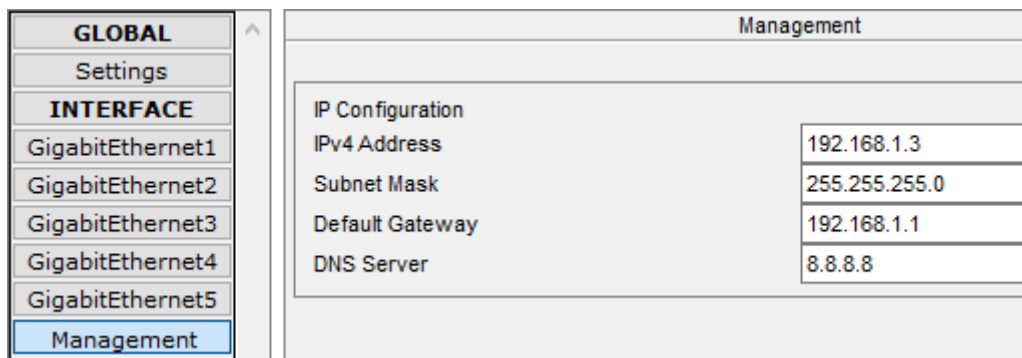 GLOBAL
Settings
INTERFACE
GigabitEthernet1
GigabitEthernet2
GigabitEthernet3
GigabitEthernet4
GigabitEthernet5
Management
Management
IP Configuration
IPv4 Address 192.168.1.3
Subnet Mask 255.255.255.0
Default Gateway 192.168.1.1
DNS Server 8.8.8.8